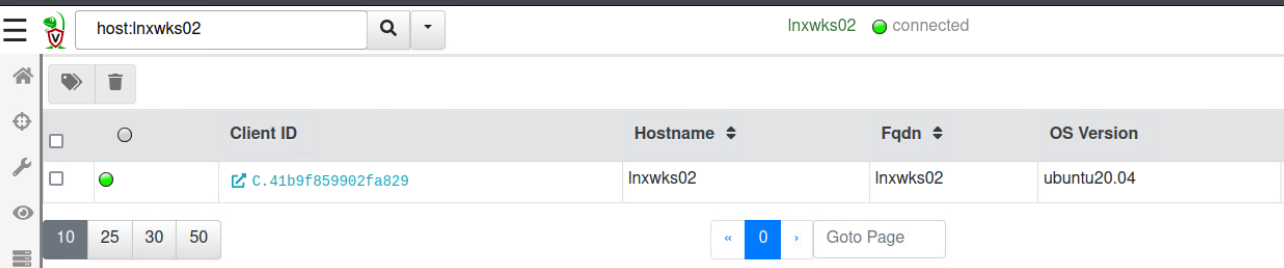 host:lnxwks02
lnxwks02 connected
Client ID Hostname Fqdn OS Version
C.41b9f859902fa829 lnxwks02 lnxwks02 ubuntu20.04
10 25 30 50 « 0 › Goto Page